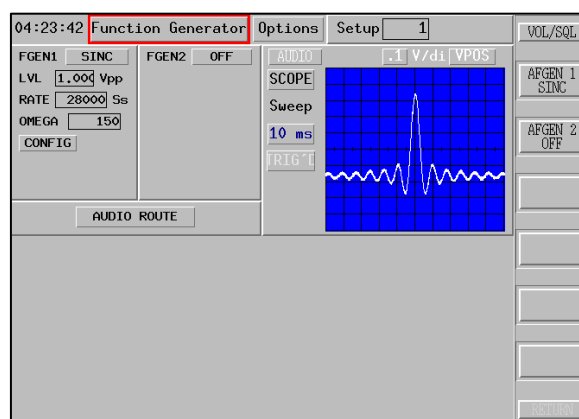 04:23:42 Function Generator Options Setup 1
VOL/SQL
FGEN1 SINC
LVL 1.000 Vpp
RATE 28000 Ss
OMEGA 150
CONFIG
FGEN2 OFF
AUDIO .1 V/di VPOS
SCOPE
Sweep
10 ms
TRIG'D
AUDIO ROUTE
AFGEN 1
SINC
AFGEN 2
OFF
RETURN